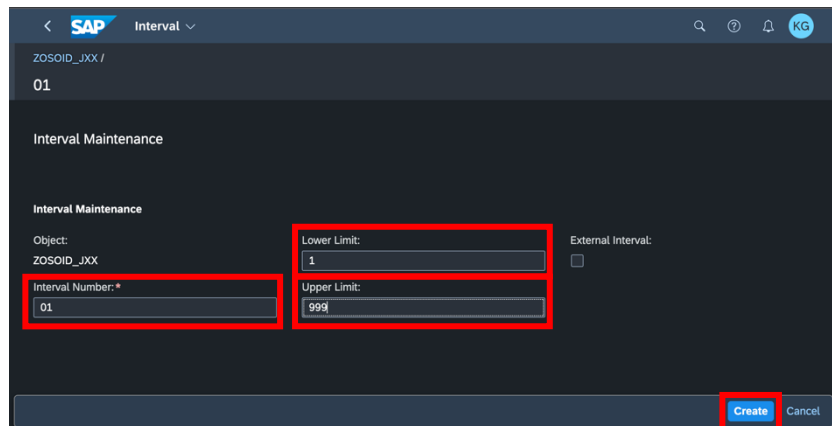 SAP Interval KG
ZOSOID_JXX /
01
Interval Maintenance
Interval Maintenance
Object: Lower Limit: External Interval:
ZOSOID_JXX 1
Interval Number:* Upper Limit:
01 999
Create Cancel